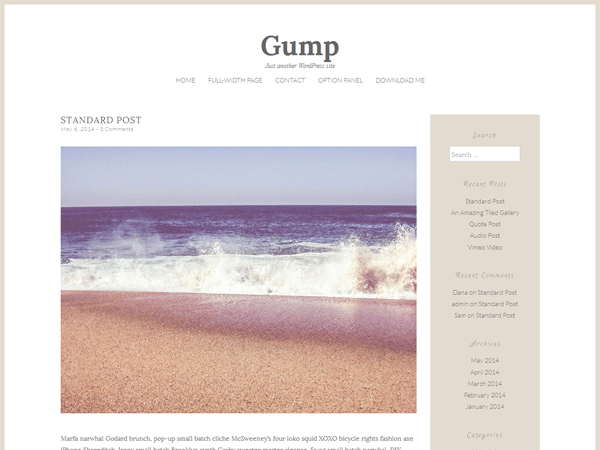 Gump
Just another WordPress site
HOME FULL-WIDTH PAGE CONTACT OPTION PANEL DOWNLOAD ME
STANDARD POST
May 6, 2014 - 3 Comments
Marfa narwhal Godard brunch, pop-up small batch cliche McSweeney's four loko squid XOXO bicycle rights fashion axe
Search
Search ...
Recent Posts
Standard Post
An Amazing Tiled Gallery
Quote Post
Audio Post
Vimeo Video
Recent Comments
Dana on Standard Post
admin on Standard Post
Sam on Standard Post
Archives
May 2014
April 2014
March 2014
February 2014
January 2014
Categories